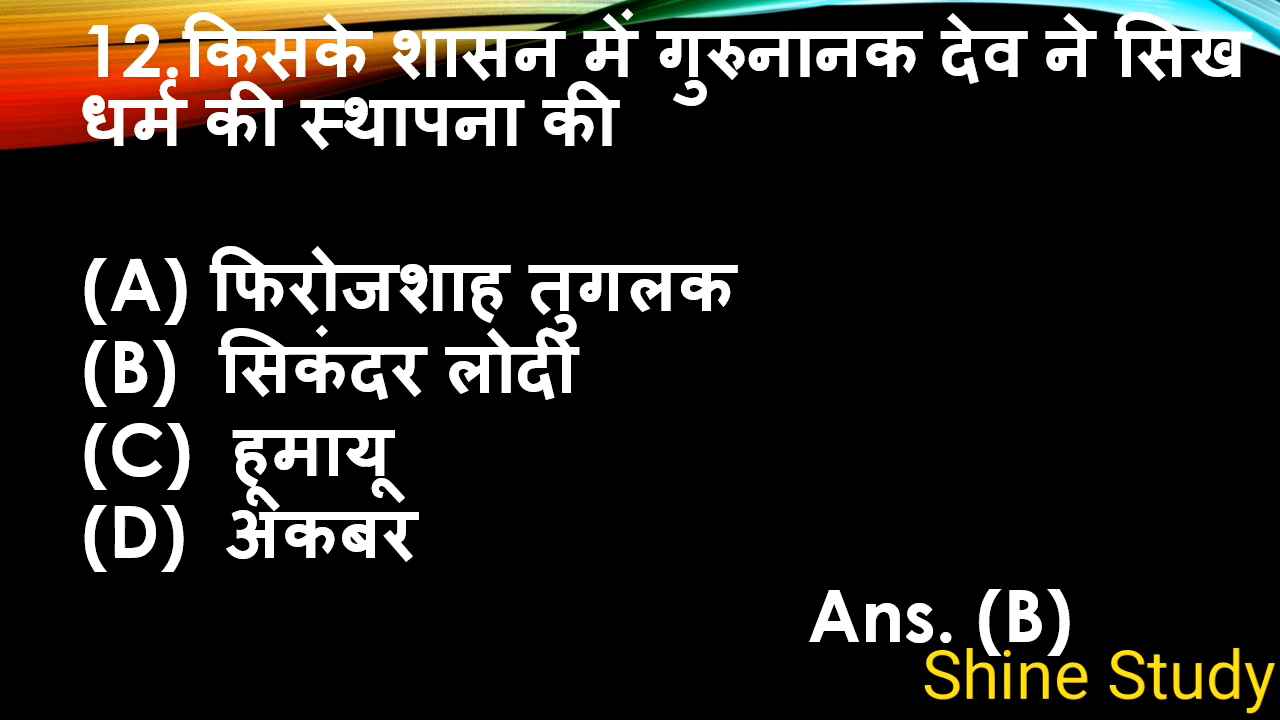 12.किसके शासन में गुरुनानक देव ने सिख
धर्म की स्थापना की
(A) फिरोजशाह तुगलक
(B) सिकंदर लोदी
(C) हूमायू
(D) अकबर
Ans. (B)
Shine Study